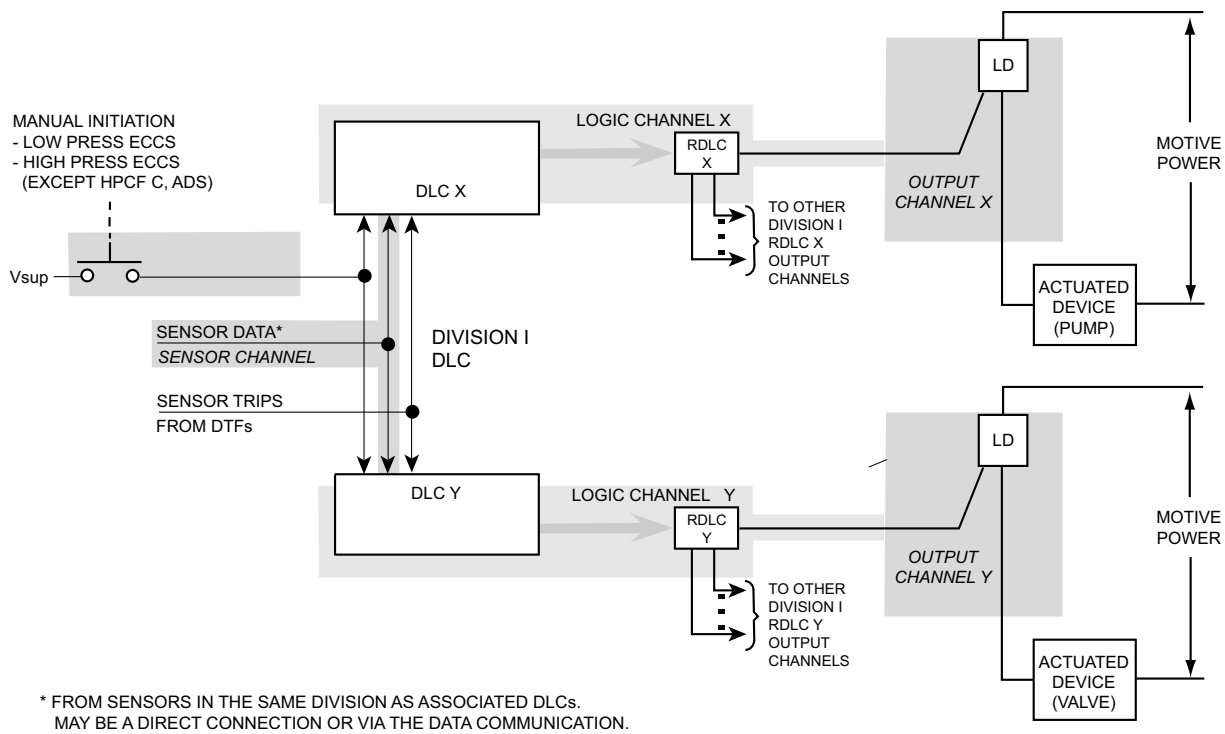 MANUAL INITIATION
- LOW PRESS ECCS
- HIGH PRESS ECCS
(EXCEPT HPCF C, ADS)
Vsup
SENSOR DATA*
SENSOR CHANNEL
SENSOR TRIPS
FROM DTFs
DLC X
DIVISION I
DLC
DLC Y
LOGIC CHANNEL X
RDLC
X
TO OTHER
DIVISION I
RDLC X
OUTPUT
CHANNELS
LD
OUTPUT
CHANNEL X
MOTIVE
POWER
ACTUATED
DEVICE
(PUMP)
LOGIC CHANNEL Y
RDLC
Y
TO OTHER
DIVISION I
RDLC Y
OUTPUT
CHANNELS
LD
OUTPUT
CHANNEL Y
MOTIVE
POWER
ACTUATED
DEVICE
(VALVE)
* FROM SENSORS IN THE SAME DIVISION AS ASSOCIATED DLCs.
MAY BE A DIRECT CONNECTION OR VIA THE DATA COMMUNICATION.